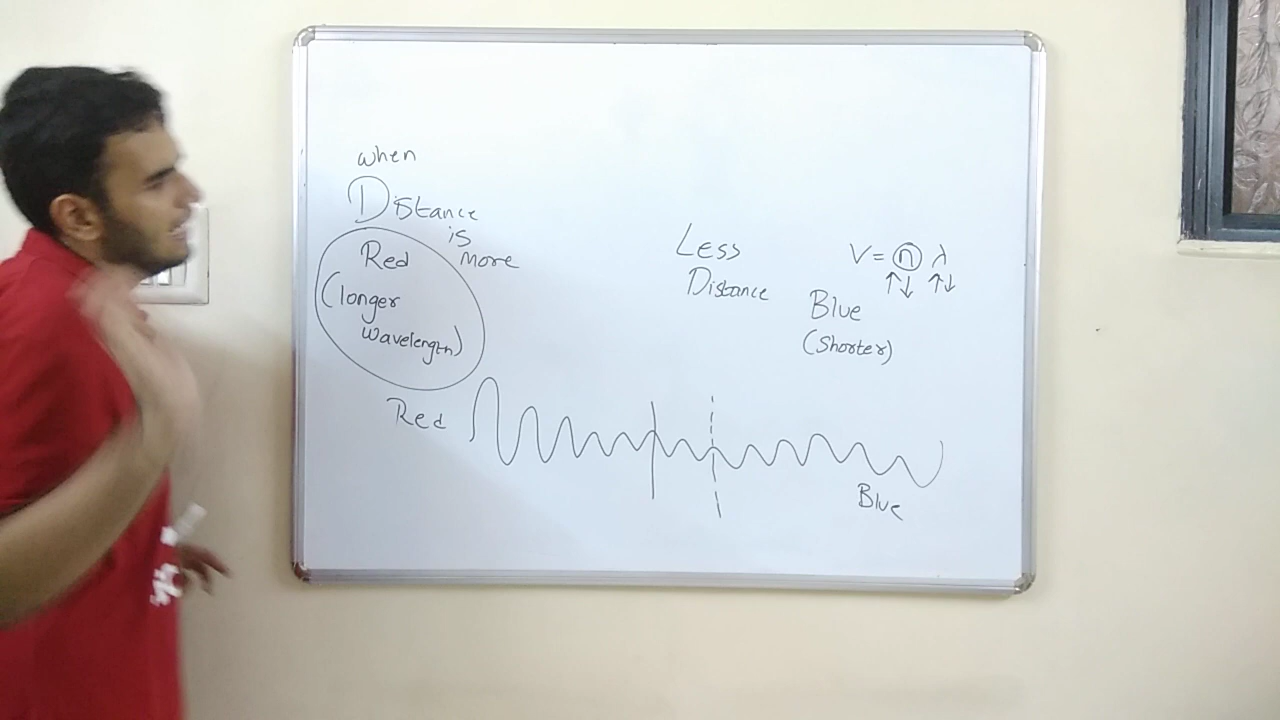 when
Distance
is
more
Red
(longer
wavelength)
Less
Distance
V = n λ
↑↓ ↑↓
Blue
(shorter)
Red
Blue